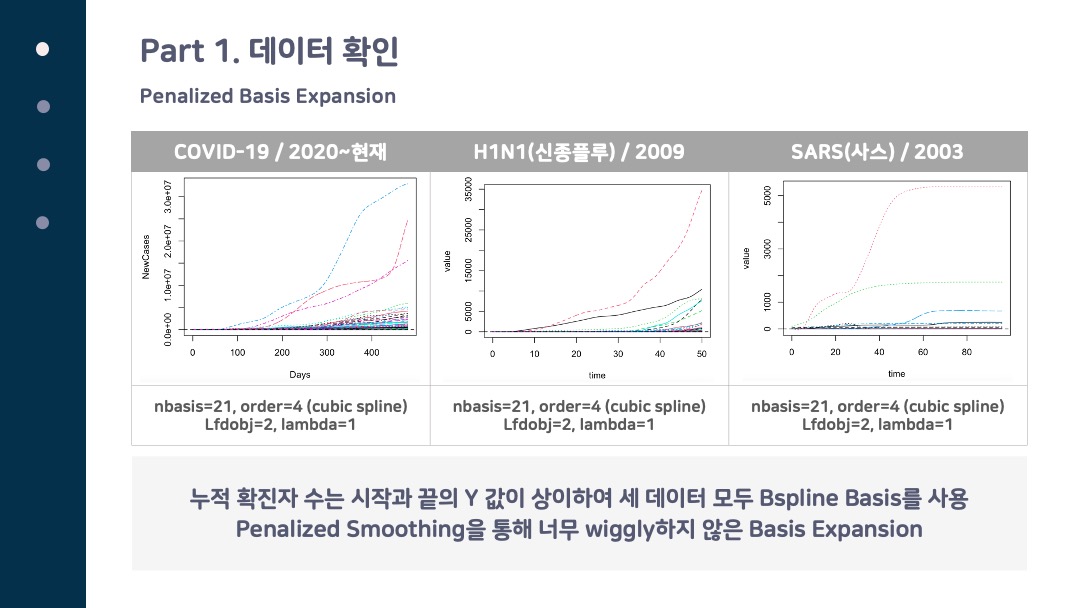 Part 1. 데이터 확인
Penalized Basis Expansion
COVID-19 / 2020~현재
H1N1(신종플루) / 2009
SARS(사스) / 2003
NewCases
0.0e+00 1.0e+07 2.0e+07 3.0e+07
0 100 200 300 400
Days
value
0 5000 15000 25000 35000
0 10 20 30 40 50
time
value
0 1000 3000 5000
0 20 40 60 80
time
nbasis=21, order=4 (cubic spline)
Lfdobj=2, lambda=1
nbasis=21, order=4 (cubic spline)
Lfdobj=2, lambda=1
nbasis=21, order=4 (cubic spline)
Lfdobj=2, lambda=1
누적 확진자 수는 시작과 끝의 Y 값이 상이하여 세 데이터 모두 Bspline Basis를 사용
Penalized Smoothing을 통해 너무 wiggly하지 않은 Basis Expansion